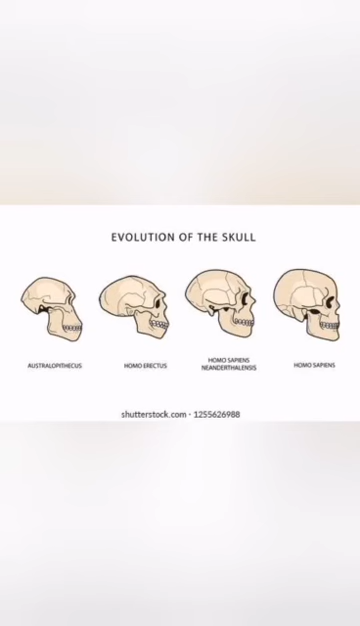 EVOLUTION OF THE SKULL
AUSTRALOPITHECUS
HOMO ERECTUS
HOMO SAPIENS
NEANDERTHALENSIS
HOMO SAPIENS
shutterstock.com · 1255626988